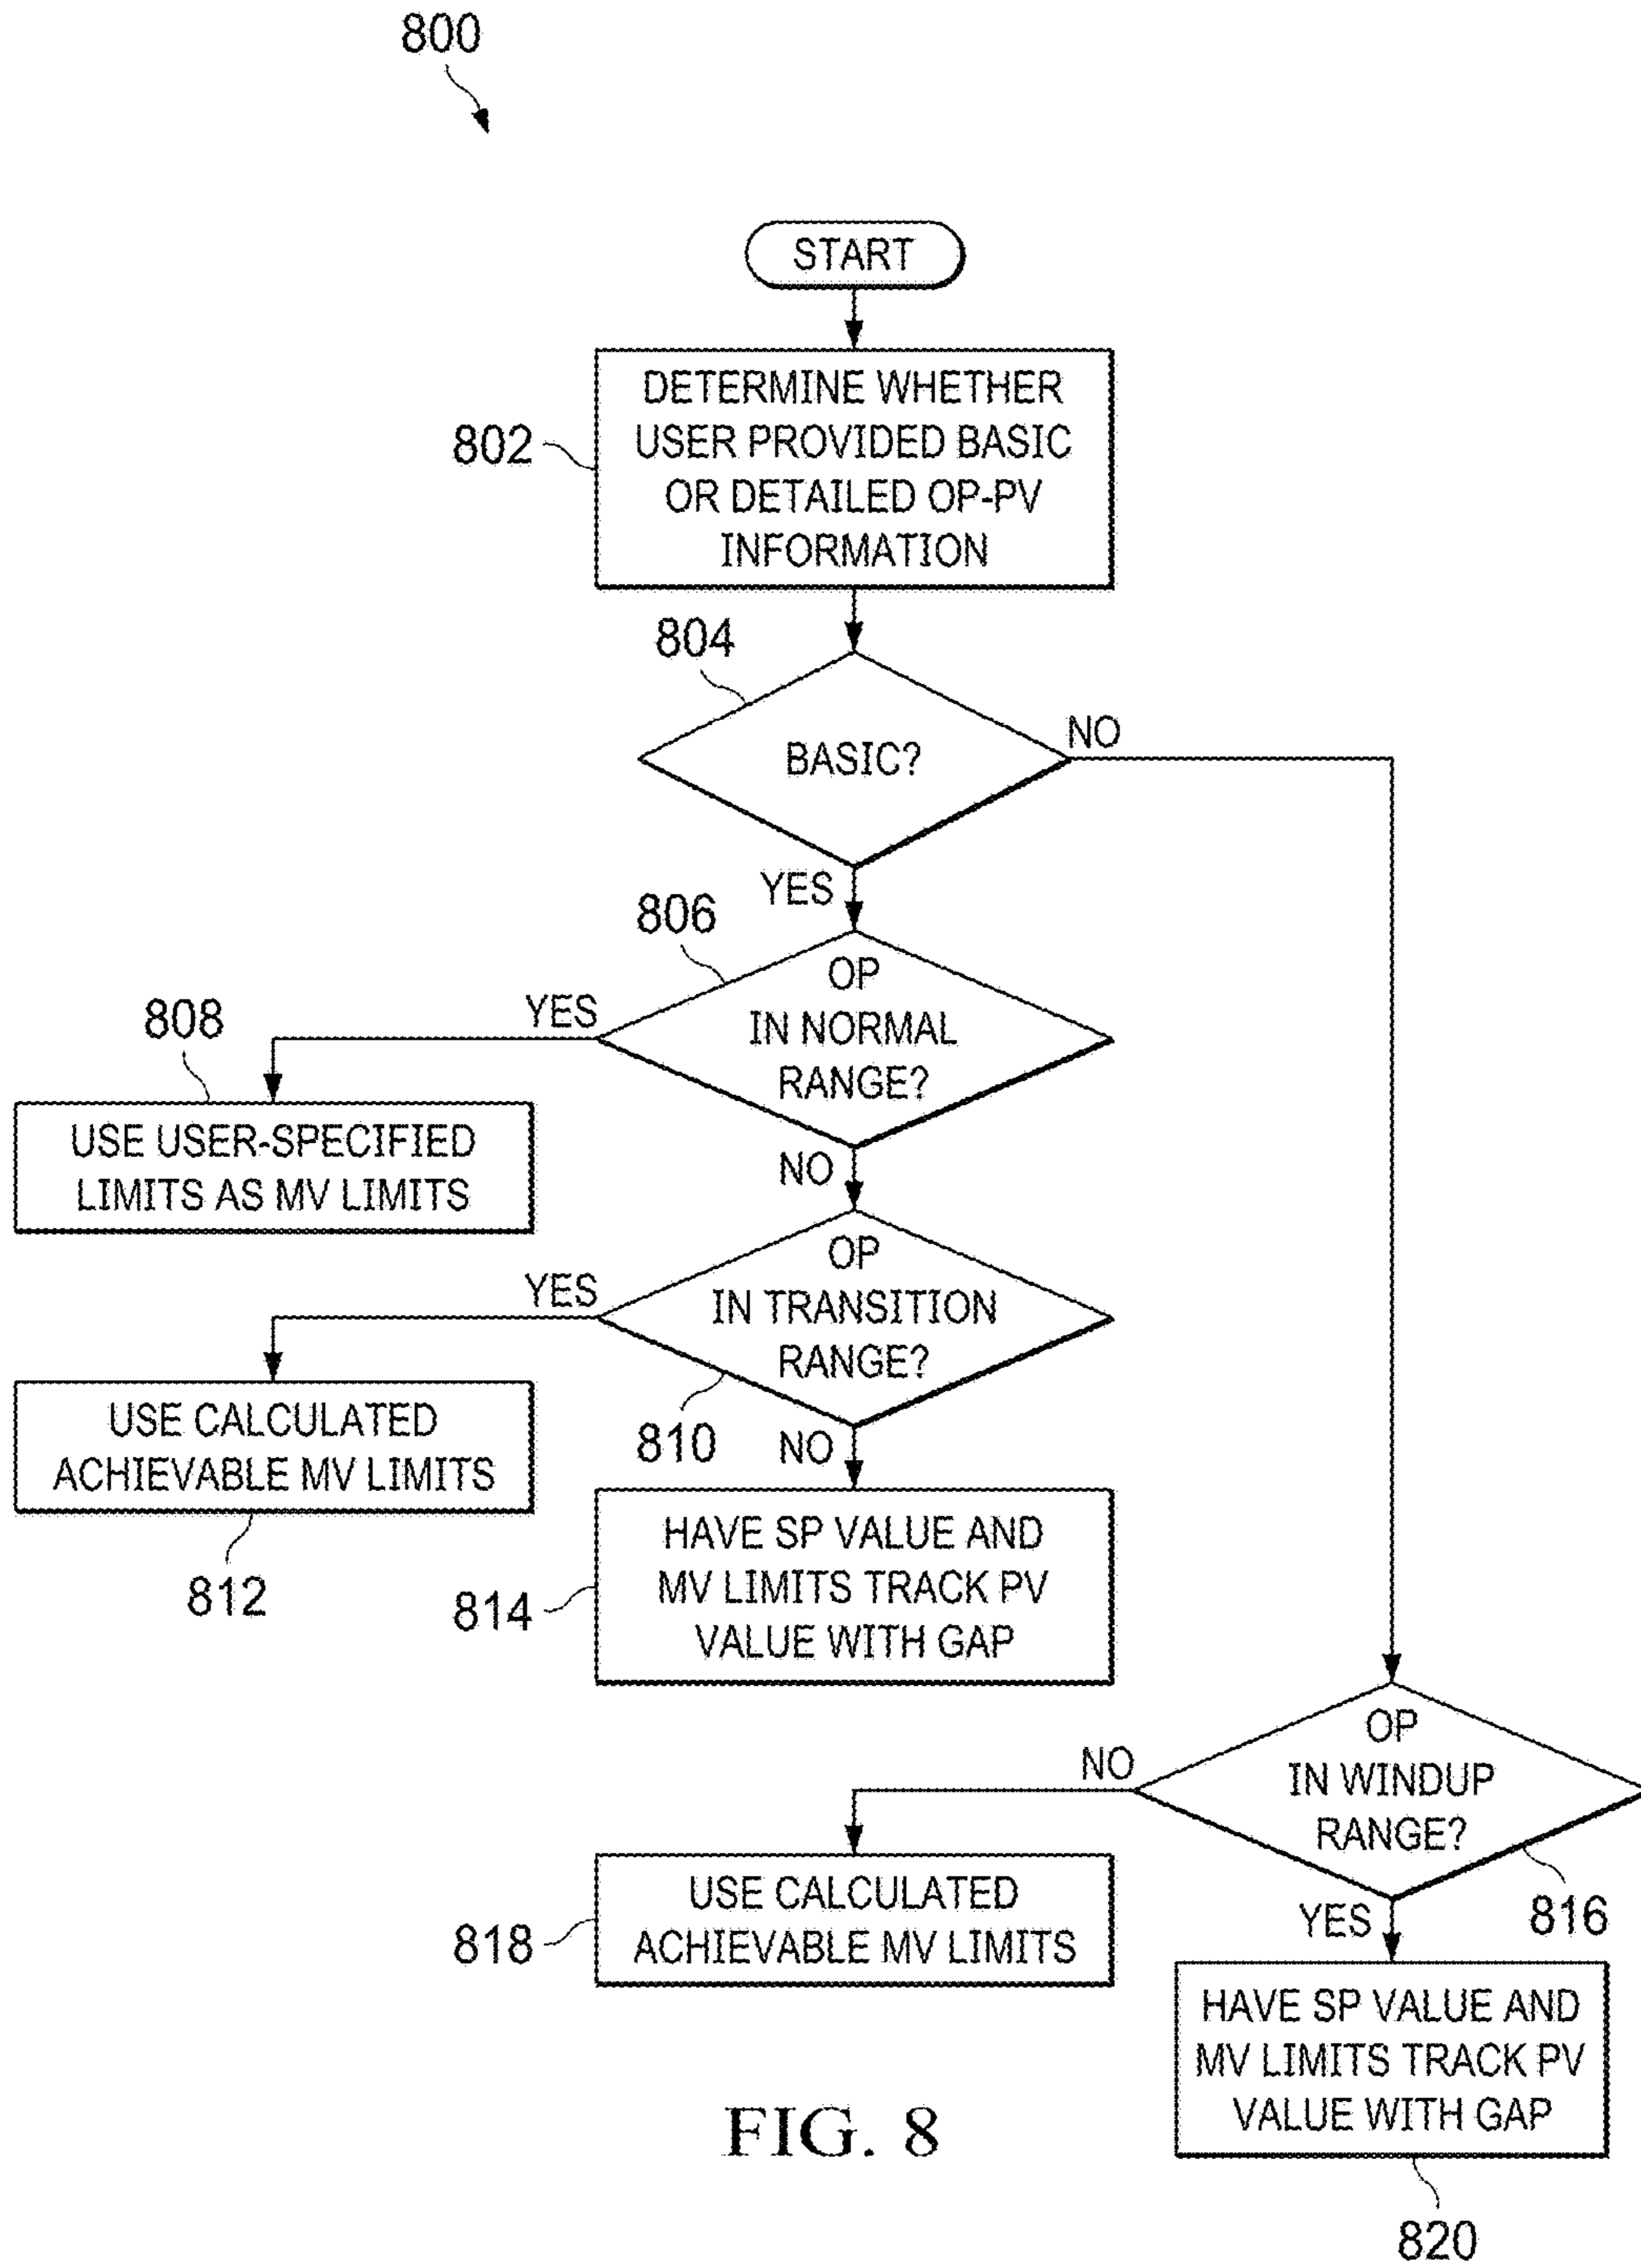 800
START
DETERMINE WHETHER
USER PROVIDED BASIC
OR DETAILED OP-PV
INFORMATION
802
804
BASIC?
NO
YES
806
OP
IN NORMAL
RANGE?
YES
808
USE USER-SPECIFIED
LIMITS AS MV LIMITS
NO
OP
IN TRANSITION
RANGE?
YES
810
USE CALCULATED
ACHIEVABLE MV LIMITS
812
NO
HAVE SP VALUE AND
MV LIMITS TRACK PV
VALUE WITH GAP
814
OP
IN WINDUP
RANGE?
NO
816
USE CALCULATED
ACHIEVABLE MV LIMITS
818
YES
HAVE SP VALUE AND
MV LIMITS TRACK PV
VALUE WITH GAP
820
FIG. 8